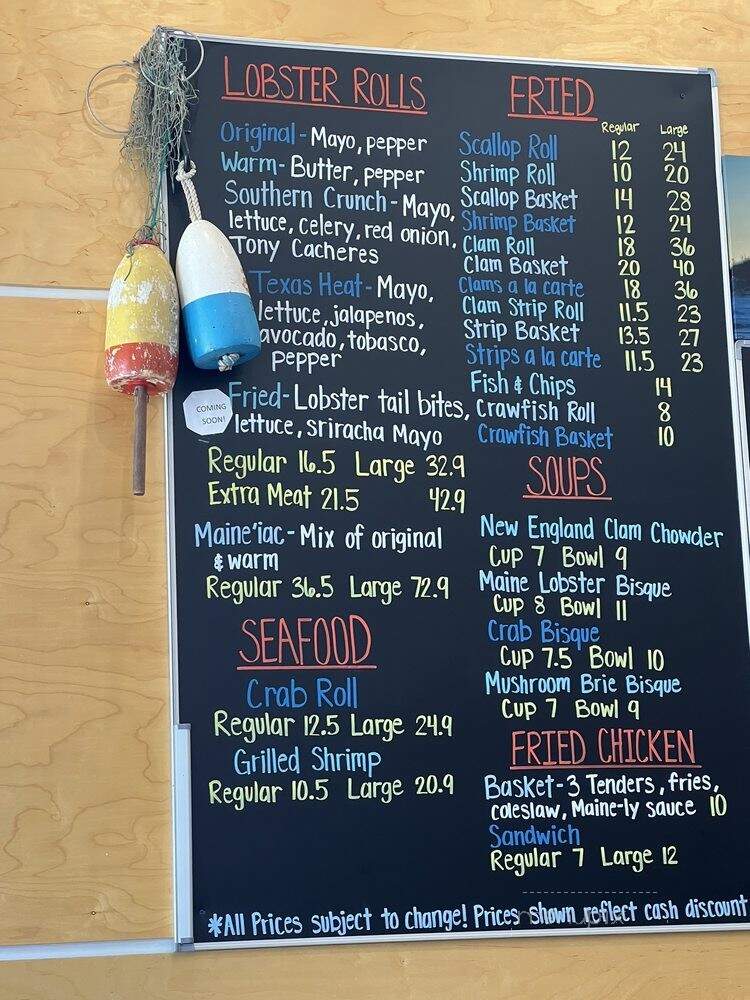 LOBSTER ROLLS
Original - Mayo, pepper
Warm - Butter, pepper
Southern Crunch - Mayo,
lettuce, celery, red onion,
Tony Cacheres
Texas Heat - Mayo,
lettuce, jalapenos,
avocado, tobasco,
pepper
COMING
SOON!
Fried - Lobster tail bites,
lettuce, sriracha Mayo
Regular 16.5 Large 32.9
Extra Meat 21.5 42.9
Maine'iac - Mix of original
& warm
Regular 36.5 Large 72.9
SEAFOOD
Crab Roll
Regular 12.5 Large 24.9
Grilled Shrimp
Regular 10.5 Large 20.9
FRIED
Regular Large
Scallop Roll 12 24
Shrimp Roll 10 20
Scallop Basket 14 28
Shrimp Basket 12 24
Clam Roll 18 36
Clam Basket 20 40
Clams a la carte 18 36
Clam Strip Roll 11.5 23
Strip Basket 13.5 27
Strips a la carte 11.5 23
Fish & Chips 14
Crawfish Roll 8
Crawfish Basket 10
SOUPS
New England Clam Chowder
Cup 7 Bowl 9
Maine Lobster Bisque
Cup 8 Bowl 11
Crab Bisque
Cup 7.5 Bowl 10
Mushroom Brie Bisque
Cup 7 Bowl 9
FRIED CHICKEN
Basket - 3 Tenders, fries,
coleslaw, Maine-ly sauce 10
Sandwich
Regular 7 Large 12
*All Prices subject to change! Prices shown reflect cash discount